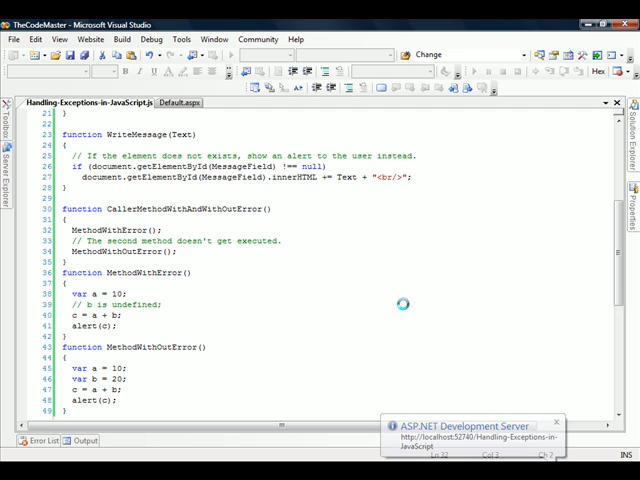 TheCodeMaster - Microsoft Visual Studio
File Edit View Website Build Debug Tools Window Community Help
Change
Hex
Handling-Exceptions-in-JavaScript.js Default.aspx
Toolbox
Server Explorer
Solution Explorer
Properties
21 }
22
23 function WriteMessage(Text)
24 {
25 // If the element does not exists, show an alert to the user instead.
26 if (document.getElementById(MessageField) !== null)
27 document.getElementById(MessageField).innerHTML += Text + "<br/>";
28 }
29
30 function CallerMethodWithAndWithOutError()
31 {
32 MethodWithError();
33 // The second method doesn't get executed.
34 MethodWithOutError();
35 }
36 function MethodWithError()
37 {
38 var a = 10;
39 // b is undefined;
40 c = a + b;
41 alert(c);
42 }
43 function MethodWithOutError()
44 {
45 var a = 10;
46 var b = 20;
47 c = a + b;
48 alert(c);
49 }
ASP.NET Development Server
http://localhost:52740/Handling-Exceptions-in-
JavaScript
Error List Output
Ln 32 Col 3 Ch 7 INS